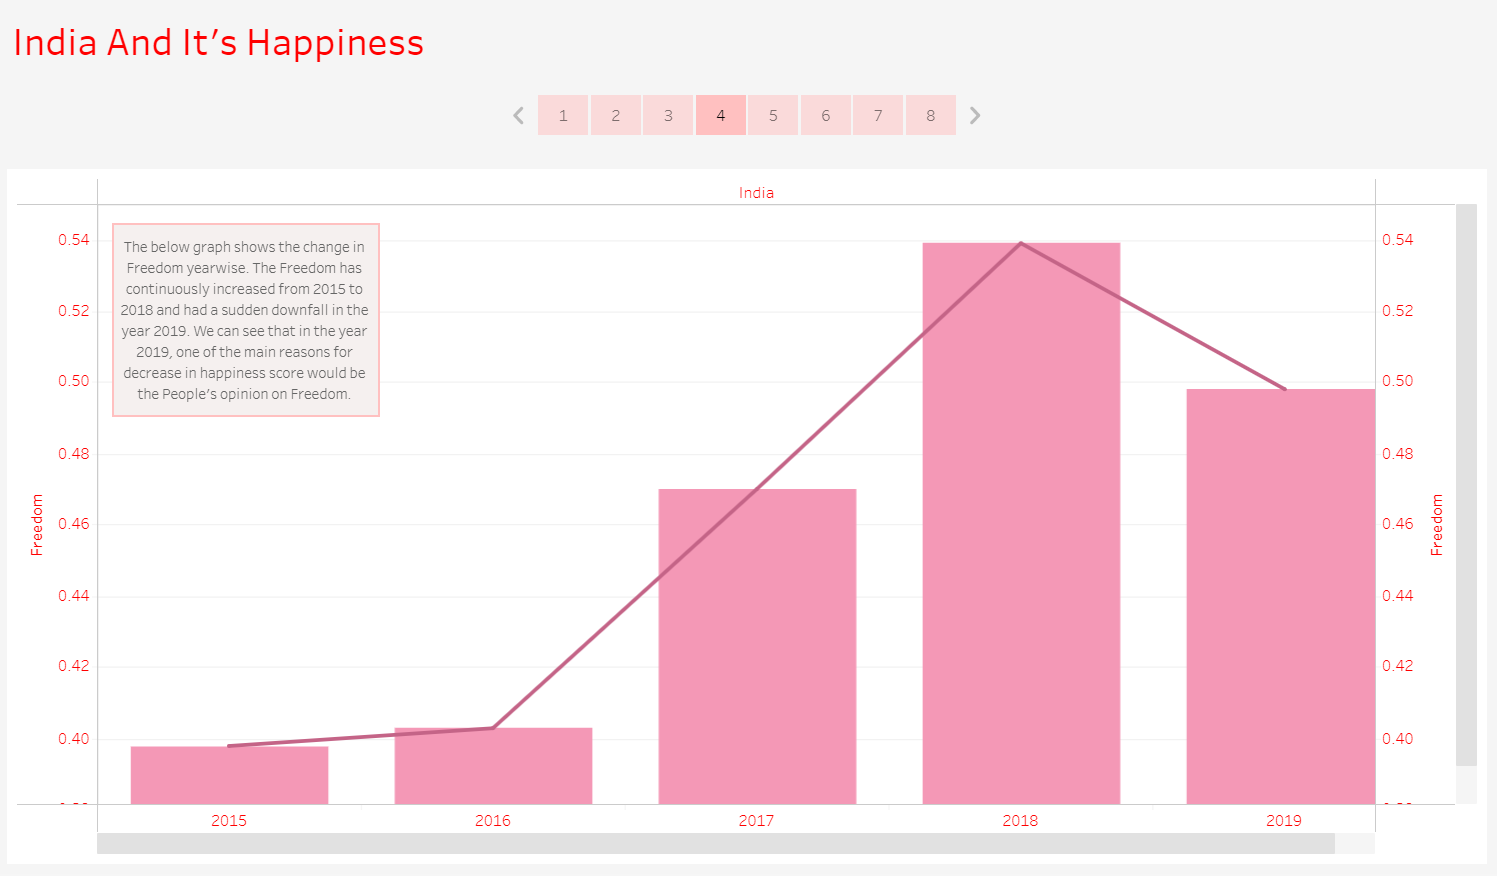 India And It’s Happiness
1 2 3 4 5 6 7 8
India
The below graph shows the change in
Freedom yearwise. The Freedom has
continuously increased from 2015 to
2018 and had a sudden downfall in the
year 2019. We can see that in the year
2019, one of the main reasons for
decrease in happiness score would be
the People’s opinion on Freedom.
0.54 0.54
0.52 0.52
0.50 0.50
0.48 0.48
0.46 0.46
Freedom Freedom
0.44 0.44
0.42 0.42
0.40 0.40
2015 2016 2017 2018 2019